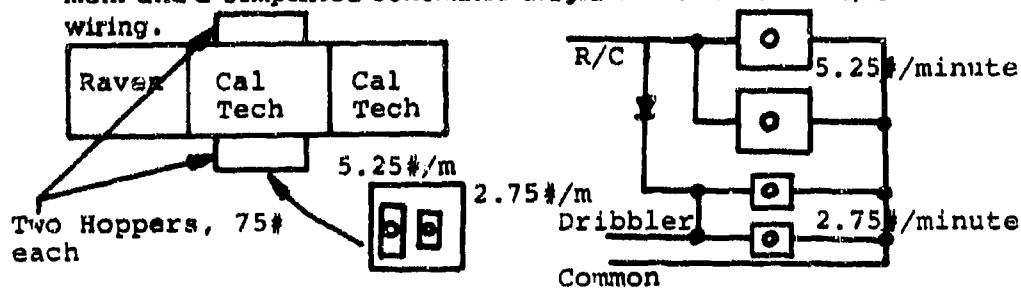 wiring.
Raven
Cal
Tech
Cal
Tech
5.25#/m
2.75#/m
Two Hoppers, 75#
each
R/C
5.25#/minute
Dribbler
2.75#/minute
Common